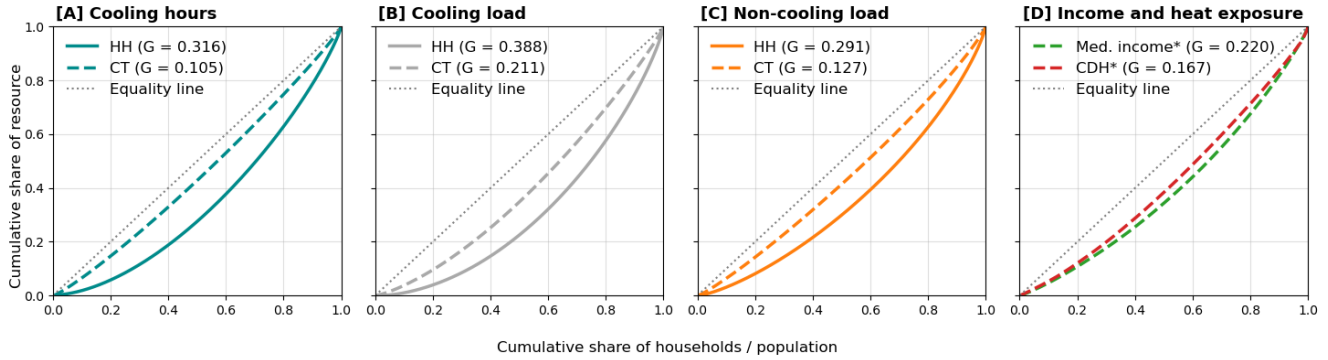 [A] Cooling hours
HH (G = 0.316)
CT (G = 0.105)
Equality line
[B] Cooling load
HH (G = 0.388)
CT (G = 0.211)
Equality line
[C] Non-cooling load
HH (G = 0.291)
CT (G = 0.127)
Equality line
[D] Income and heat exposure
Med. income* (G = 0.220)
CDH* (G = 0.167)
Equality line
Cumulative share of resource
1.0
0.8
0.6
0.4
0.2
0.0
0.0 0.2 0.4 0.6 0.8 1.0
0.0 0.2 0.4 0.6 0.8 1.0
0.0 0.2 0.4 0.6 0.8 1.0
0.0 0.2 0.4 0.6 0.8 1.0
Cumulative share of households / population